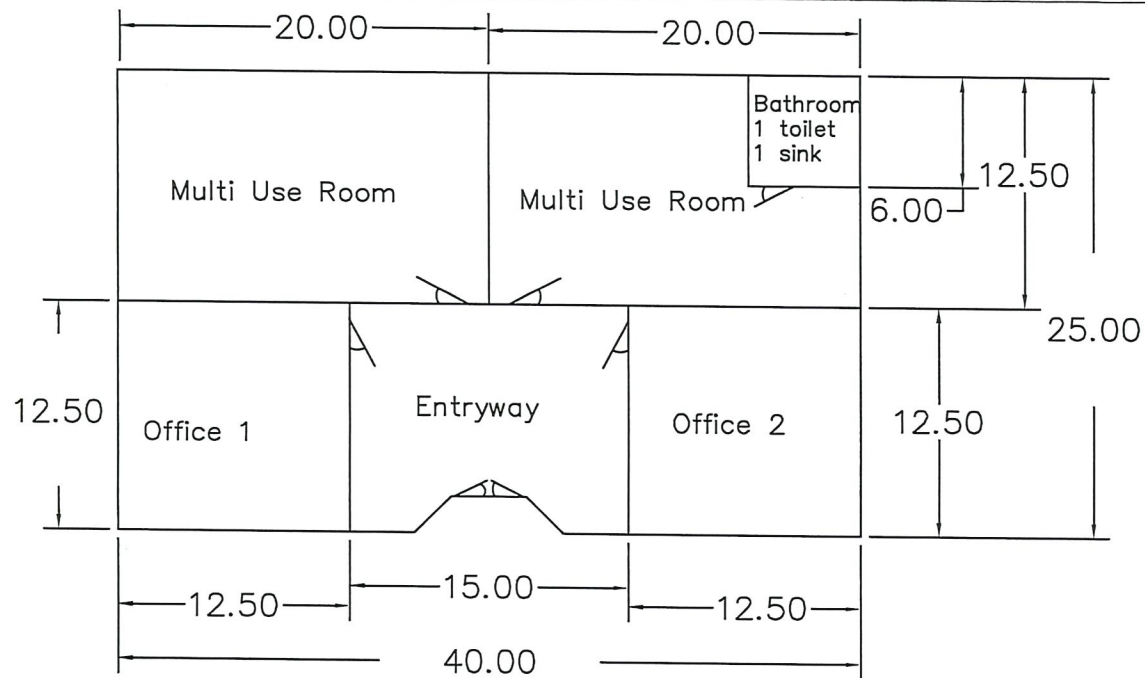 20.00 20.00
Bathroom
1 toilet
1 sink
Multi Use Room
Multi Use Room
12.50
6.00
25.00
12.50
Office 1
Entryway
Office 2
12.50
12.50
15.00
12.50
40.00